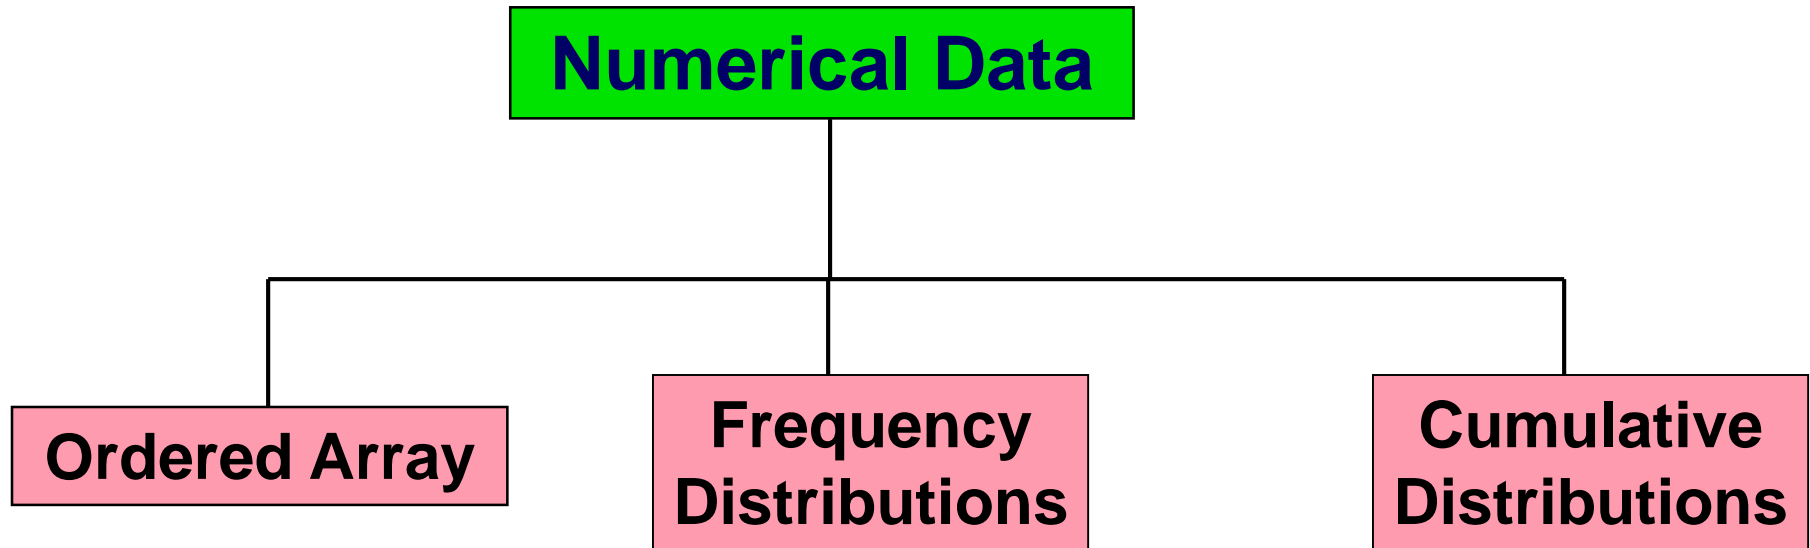 Numerical Data
Ordered Array
Frequency
Distributions
Cumulative
Distributions